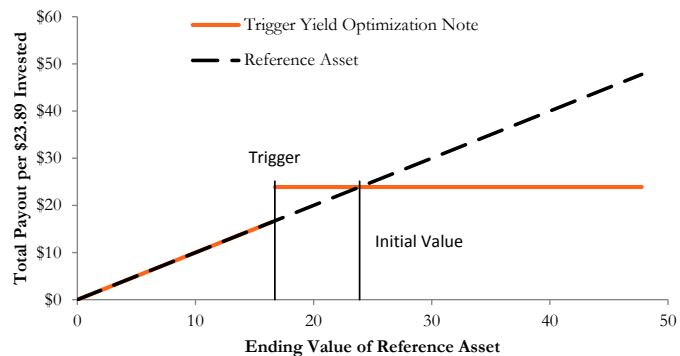 Trigger Yield Optimization Note
Reference Asset
Total Payout per $23.89 Invested
$60
$50
$40
$30
$20
$10
$0
Trigger
Initial Value
0
10
20
30
40
50
Ending Value of Reference Asset